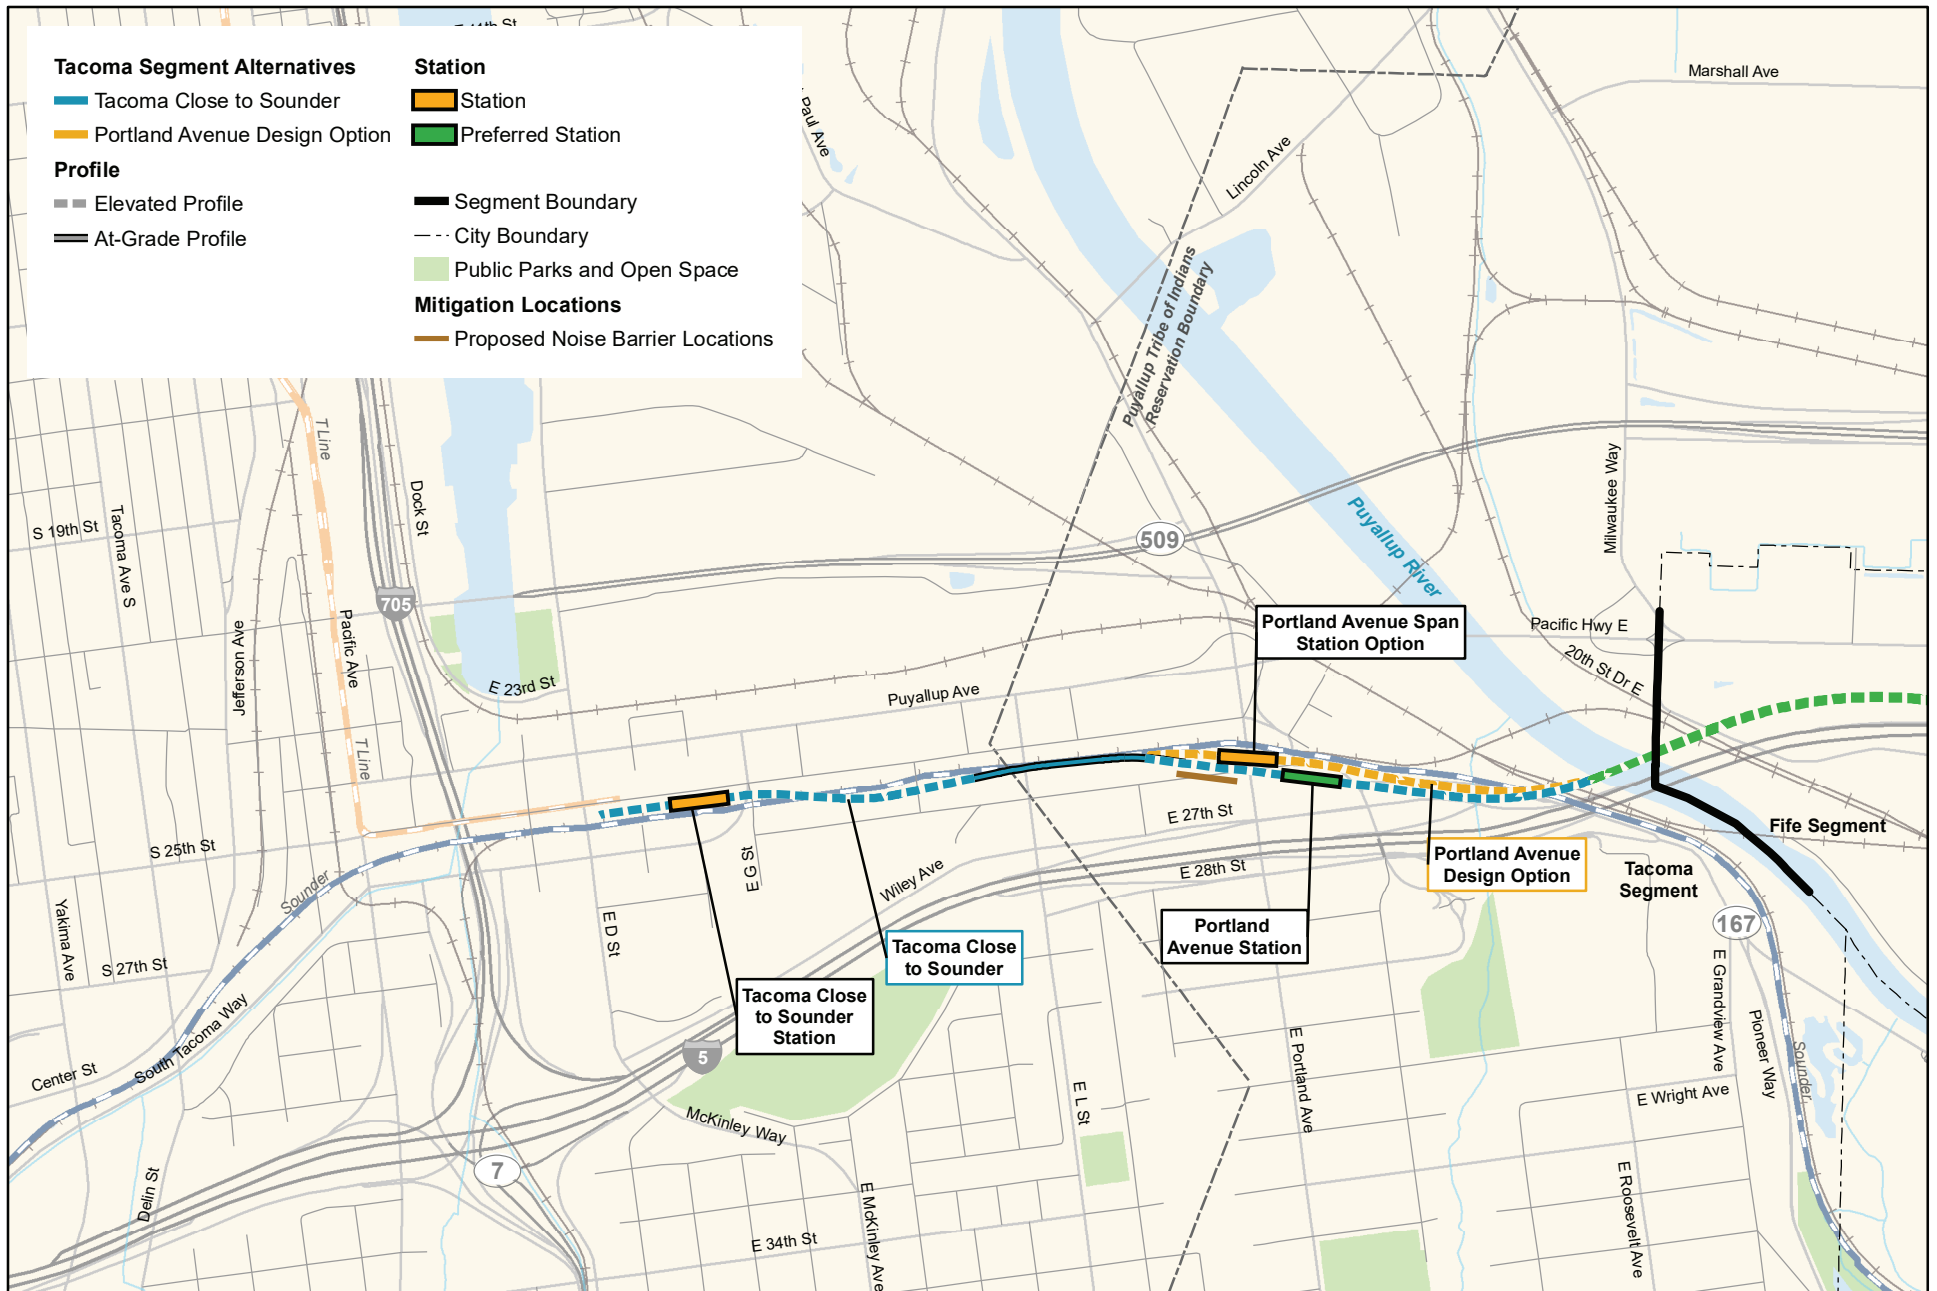 Tacoma Segment Alternatives
Tacoma Close to Sounder
Portland Avenue Design Option
Profile
Elevated Profile
At-Grade Profile
Station
Station
Preferred Station
Segment Boundary
City Boundary
Public Parks and Open Space
Mitigation Locations
Proposed Noise Barrier Locations
Paul Ave
Marshall Ave
Lincoln Ave
Puyallup Tribe of Indians
Reservation Boundary
T Line
Dock St
S 19th St
Tacoma Ave S
Milwaukee Way
509
Puyallup River
705
Jefferson Ave
Pacific Ave
Portland Avenue Span
Station Option
Pacific Hwy E
20th St Dr E
E 23rd St
Puyallup Ave
T Line
S 25th St
E 27th St
Fife Segment
E G St
Wiley Ave
E 28th St
Portland Avenue
Design Option
Tacoma
Segment
Sounder
Yakima Ave
E D St
Tacoma Close
to Sounder
Portland
Avenue Station
167
S 27th St
Tacoma Close
to Sounder
Station
E Grandview Ave
Pioneer Way
Sounder
South Tacoma Way
Center St
5
E Portland Ave
E L St
E Wright Ave
McKinley Way
7
Delin St
E McKinley Ave
E Roosevelt Ave
E 34th St